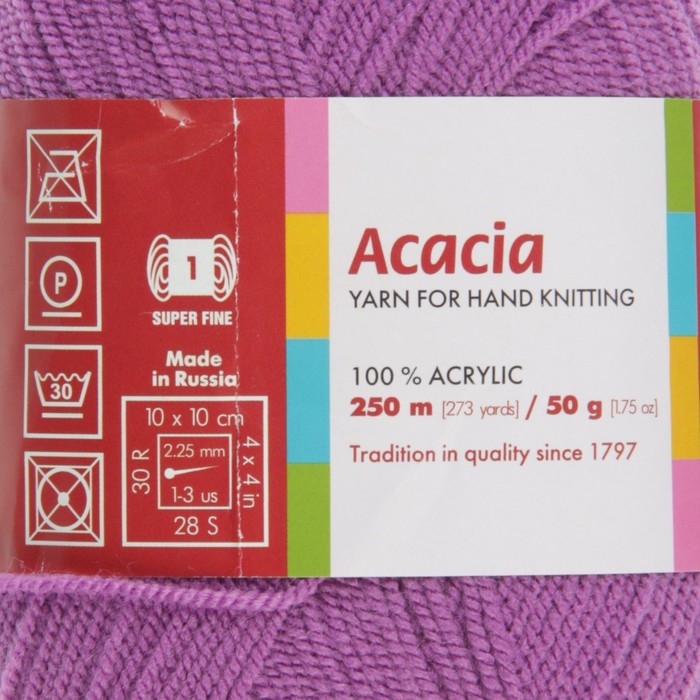 P
30
1
SUPER FINE
Made
in Russia
10 x 10 cm
30 R
2.25 mm
1-3 us
4 x 4 in
28 S
Acacia
YARN FOR HAND KNITTING
100 % ACRYLIC
250 m [273 yards] / 50 g [1.75 oz]
Tradition in quality since 1797